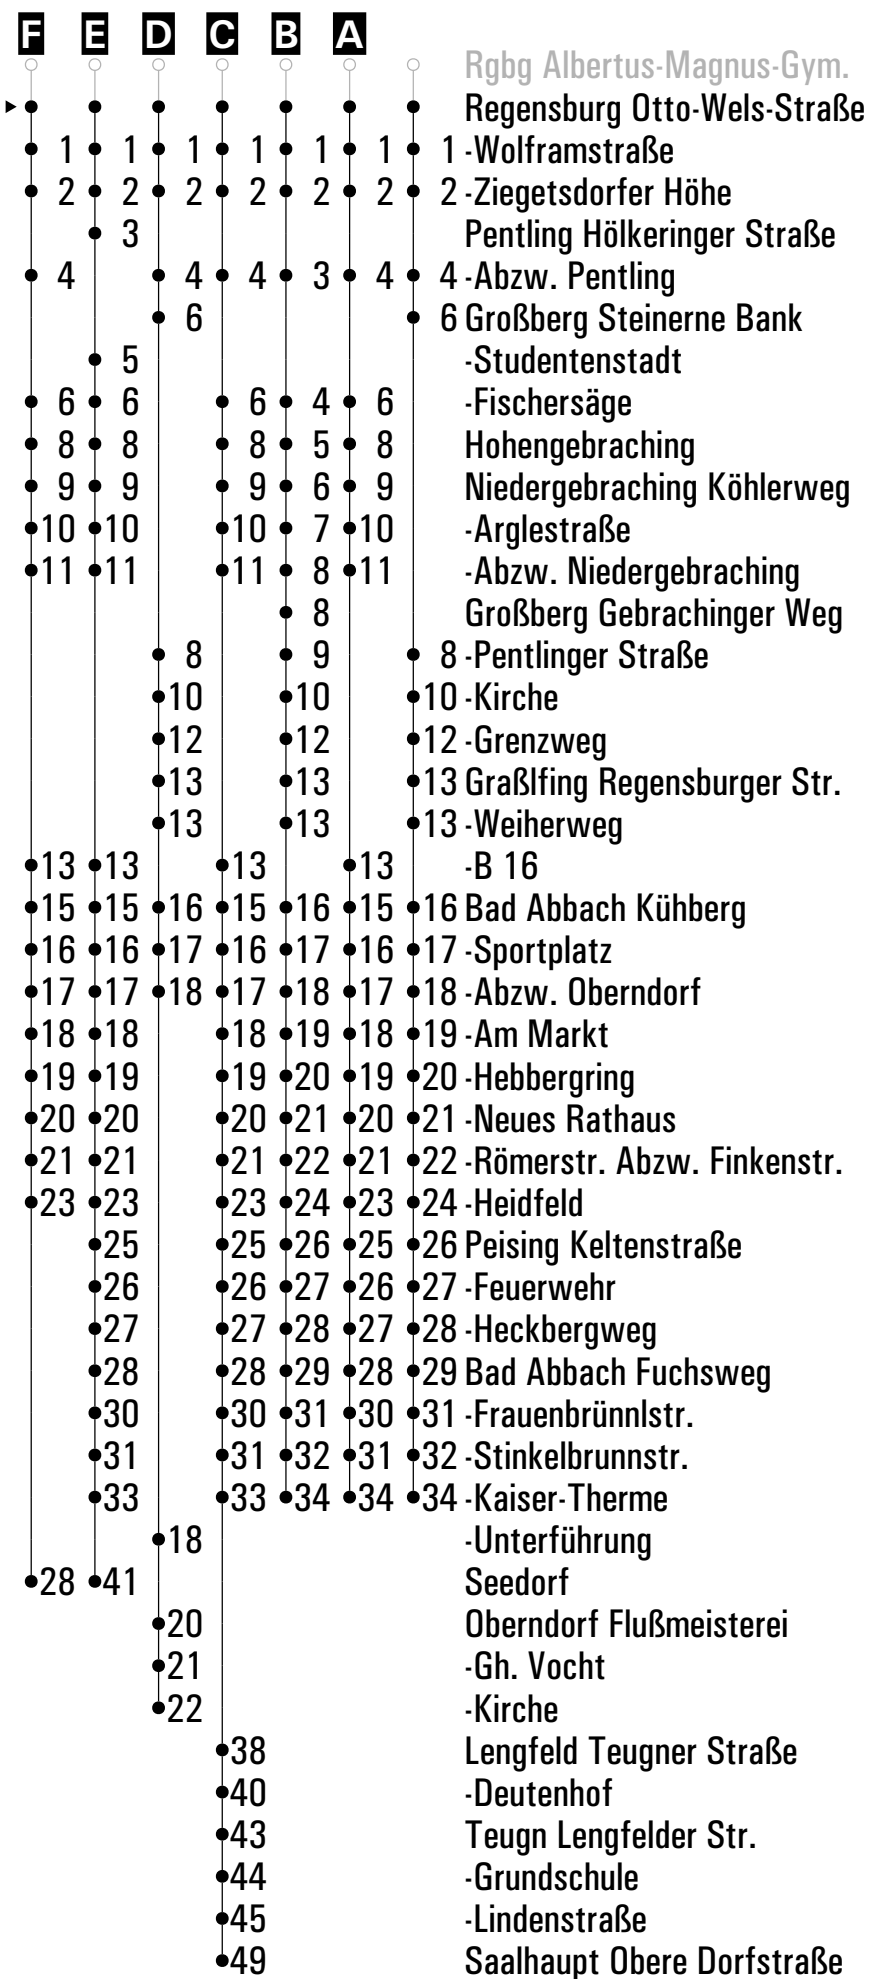 F E D C B A
Rgbg Albertus-Magnus-Gym.
Regensburg Otto-Wels-Straße
1 1 1 1 1 1 1 -Wolframstraße
2 2 2 2 2 2 2 -Ziegetsdorfer Höhe
3 Pentling Hölkeringer Straße
4 4 4 3 4 4 -Abzw. Pentling
6 6 Großberg Steinerne Bank
5 -Studentenstadt
6 6 6 4 6 -Fischersäge
8 8 8 5 8 Hohengebraching
9 9 9 6 9 Niedergebraching Köhlerweg
10 10 10 7 10 -Arglestraße
11 11 11 8 11 -Abzw. Niedergebraching
8 Großberg Gebrachinger Weg
8 9 8 -Pentlinger Straße
10 10 10 -Kirche
12 12 12 -Grenzweg
13 13 13 Graßlfing Regensburger Str.
13 13 13 -Weiherweg
13 13 13 13 -B 16
15 15 16 15 16 15 16 Bad Abbach Kühberg
16 16 17 16 17 16 17 -Sportplatz
17 17 18 17 18 17 18 -Abzw. Oberndorf
18 18 18 19 18 19 -Am Markt
19 19 19 20 19 20 -Hebbergring
20 20 20 21 20 21 -Neues Rathaus
21 21 21 22 21 22 -Römerstr. Abzw. Finkenstr.
23 23 23 24 23 24 -Heidfeld
25 25 26 25 26 Peising Keltenstraße
26 26 27 26 27 -Feuerwehr
27 27 28 27 28 -Heckbergweg
28 28 29 28 29 Bad Abbach Fuchsweg
30 30 31 30 31 -Frauenbrünnlstr.
31 31 32 31 32 -Stinkelbrunnstr.
33 33 34 34 34 -Kaiser-Therme
18 -Unterführung
28 41 Seedorf
20 Oberndorf Flußmeisterei
21 -Gh. Vocht
22 -Kirche
38 Lengfeld Teugner Straße
40 -Deutenhof
43 Teugn Lengfelder Str.
44 -Grundschule
45 -Lindenstraße
49 Saalhaupt Obere Dorfstraße